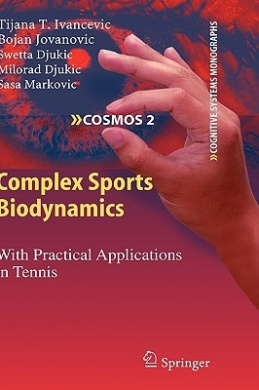 Tijana T. Ivancevic
Bojan Jovanovic
Swetta Djukic
Milorad Djukic
Sasa Markovic
»COSMOS 2
»COGNITIVE SYSTEMS MONOGRAPHS
Complex Sports
Biodynamics
With Practical Applications
in Tennis
Springer